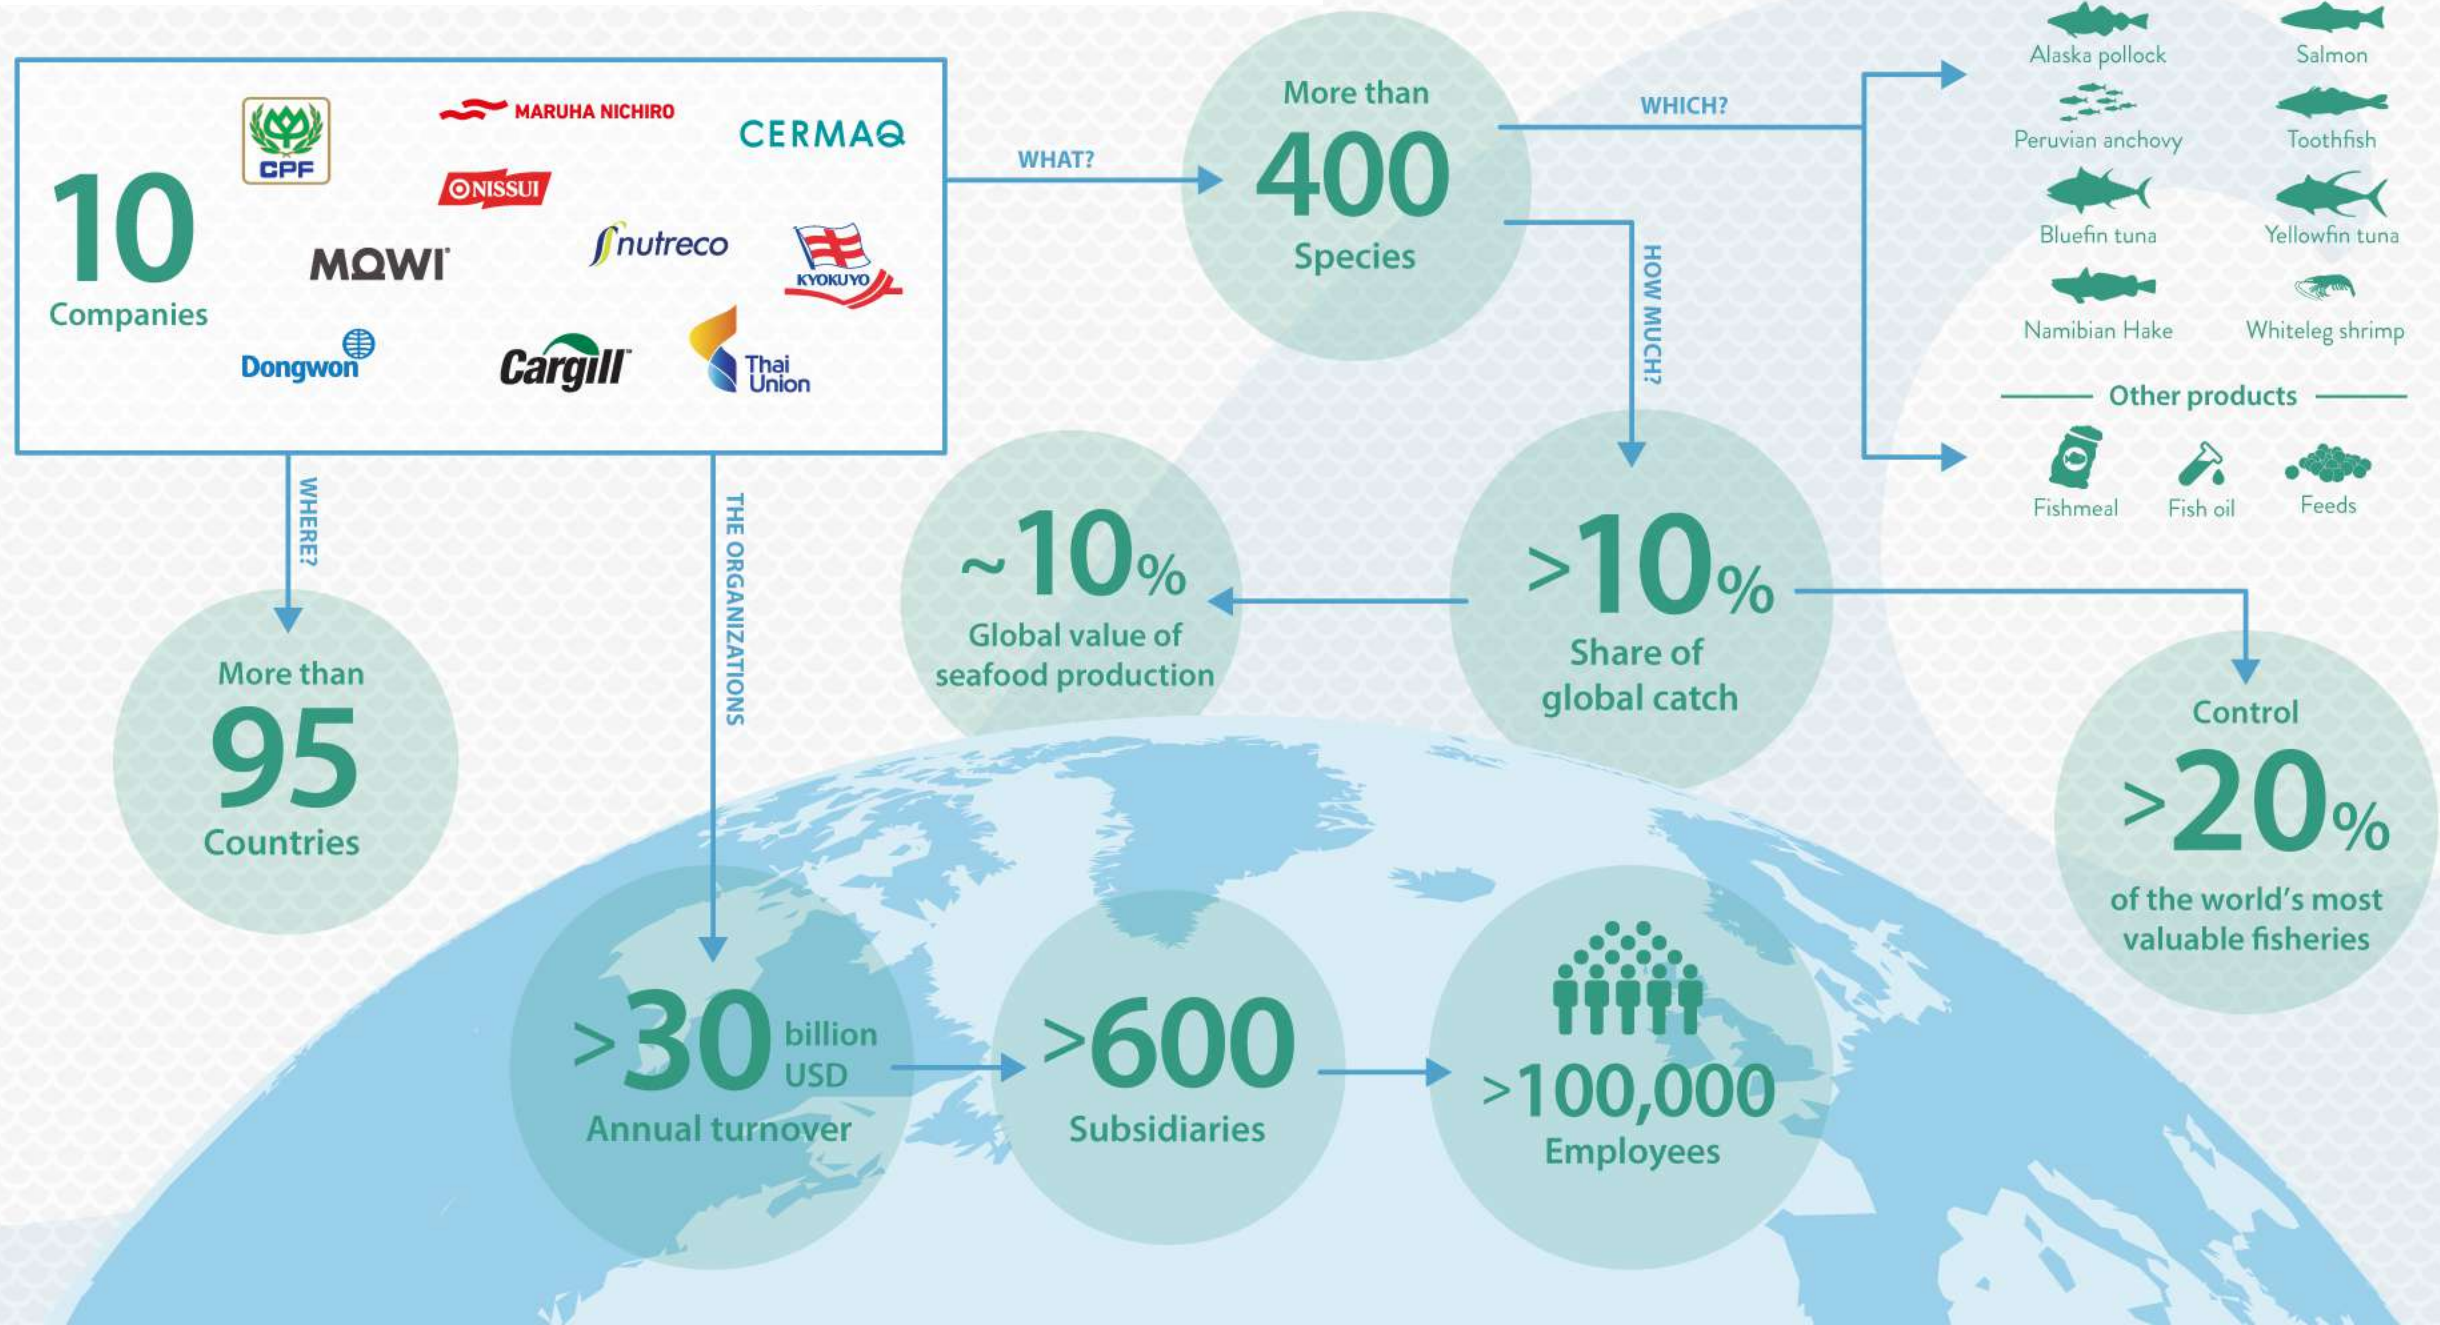 10
Companies
CPF
MARUHA NICHIRO
CERMAQ
NISSUI
MOWI
nutreco
KYOKUYO
Dongwon
Cargill™
Thai
Union
WHAT?
More than
400
Species
WHICH?
Alaska pollock
Salmon
Peruvian anchovy
Toothfish
Bluefin tuna
Yellowfin tuna
Namibian Hake
Whiteleg shrimp
Other products
Fishmeal
Fish oil
Feeds
HOW MUCH?
>10%
Share of
global catch
~10%
Global value of
seafood production
Control
>20%
of the world's most
valuable fisheries
WHERE?
More than
95
Countries
THE ORGANIZATIONS
>30 billion
USD
Annual turnover
>600
Subsidiaries
>100,000
Employees